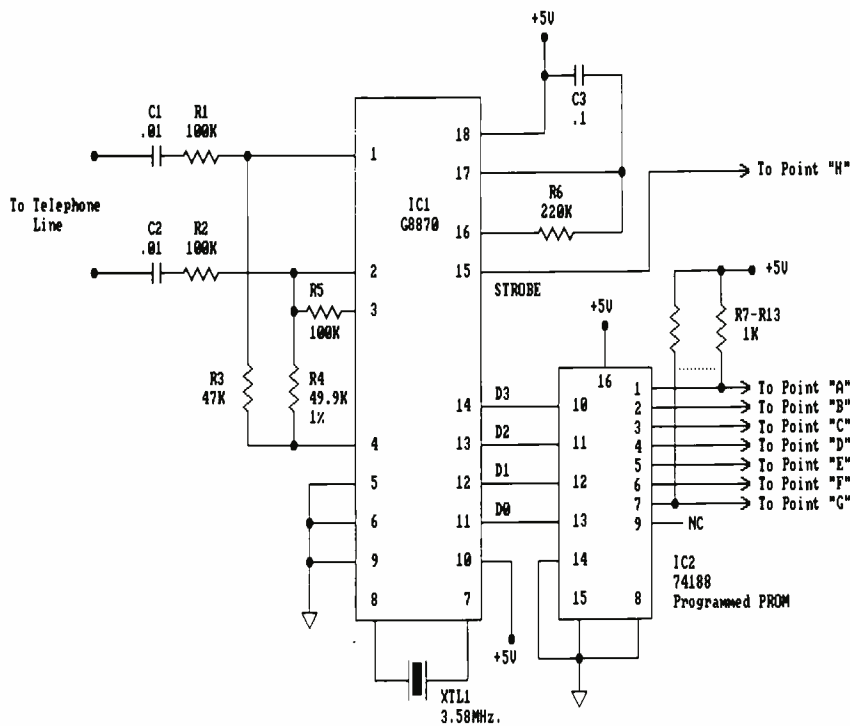 +5V
C3
.1
C1
.01
R1
100K
18
1
17
To Point "H"
IC1
G8870
R6
220K
To Telephone
Line
16
C2
.01
R2
100K
2
15
+5V
STROBE
R5
100K
3
+5V
R7-R13
1K
16
R3
47K
R4
49.9K
1%
1
To Point "A"
14
D3
10
2
To Point "B"
3
To Point "C"
4
13
D2
11
4
To Point "D"
5
To Point "E"
5
12
D1
12
6
To Point "F"
7
To Point "G"
6
11
D0
13
9
NC
9
10
14
IC2
74188
Programmed PROM
8
7
15
8
+5V
XTL1
3.58MHz.